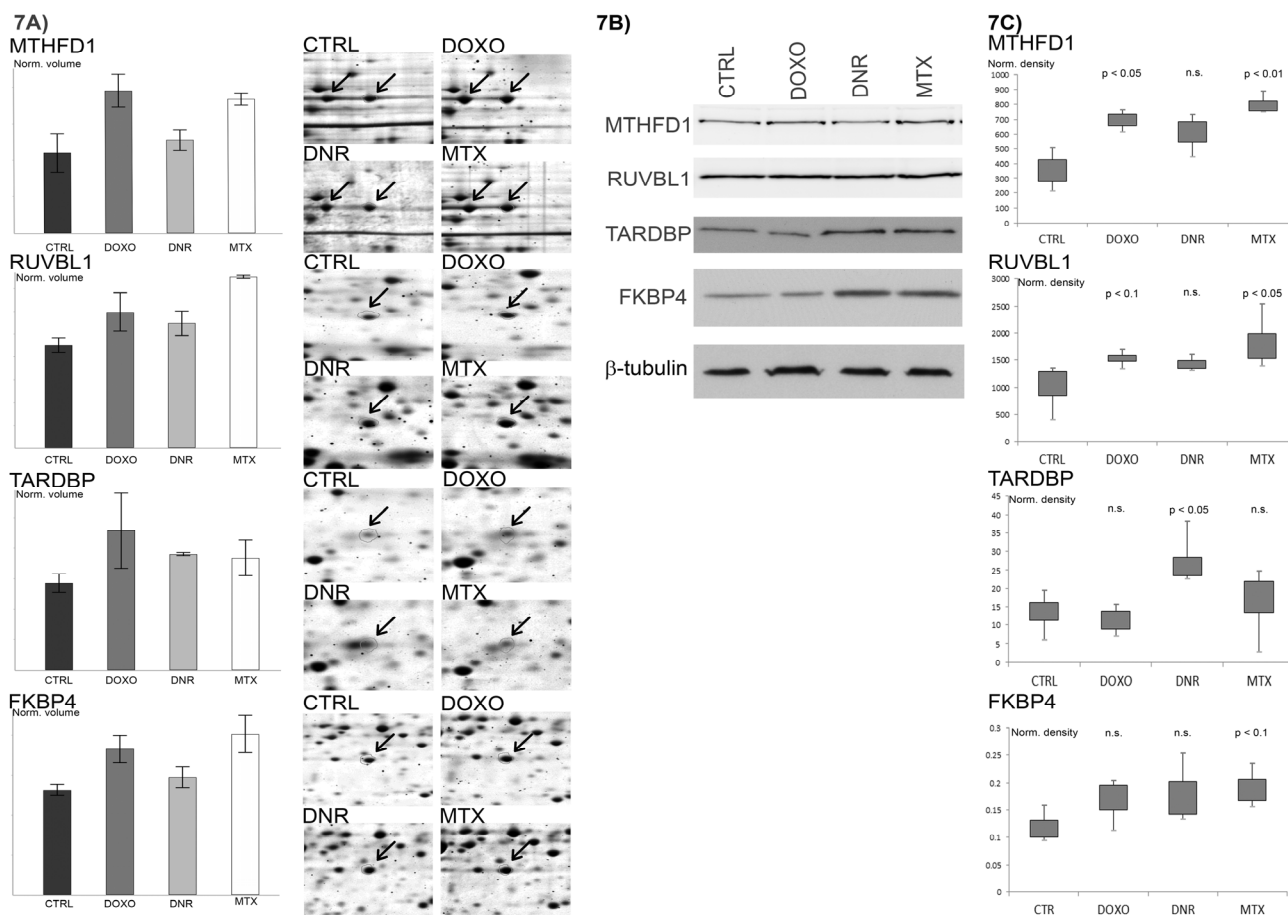 7A)
MTHFD1
Norm. volume
CTRL DOXO DNR MTX
RUVBL1
Norm. volume
CTRL DOXO DNR MTX
TARDBP
Norm. volume
CTRL DOXO DNR MTX
FKBP4
Norm. volume
CTRL DOXO DNR MTX
CTRL DOXO
DNR MTX
CTRL DOXO
DNR MTX
CTRL DOXO
DNR MTX
CTRL DOXO
DNR MTX
7B)
CTRL DOXO DNR MTX
MTHFD1
RUVBL1
TARDBP
FKBP4
β-tubulin
7C)
MTHFD1
Norm. density
p < 0.05 n.s. p < 0.01
1000
900
800
700
600
500
400
300
200
100
0
CTRL DOXO DNR MTX
RUVBL1
Norm. density
p < 0.1 n.s. p < 0.05
3000
2500
2000
1500
1000
500
0
CTRL DOXO DNR MTX
TARDBP
Norm. density
n.s. p < 0.05 n.s.
45
40
35
30
25
20
15
10
5
0
CTRL DOXO DNR MTX
FKBP4
Norm. density
n.s. n.s. p < 0.1
0.3
0.25
0.2
0.15
0.1
0.05
0
CTR DOXO DNR MTX